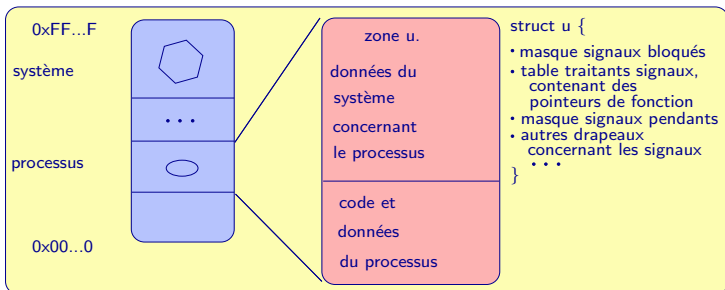 0xFF...F
système
• • •
processus
0x00...0
zone u.
données du
système
concernant
le processus
code et
données
du processus
struct u {
• masque signaux bloqués
• table traitants signaux,
contenant des
pointeurs de fonction
• masque signaux pendants
• autres drapeaux
concernant les signaux
• • •
}